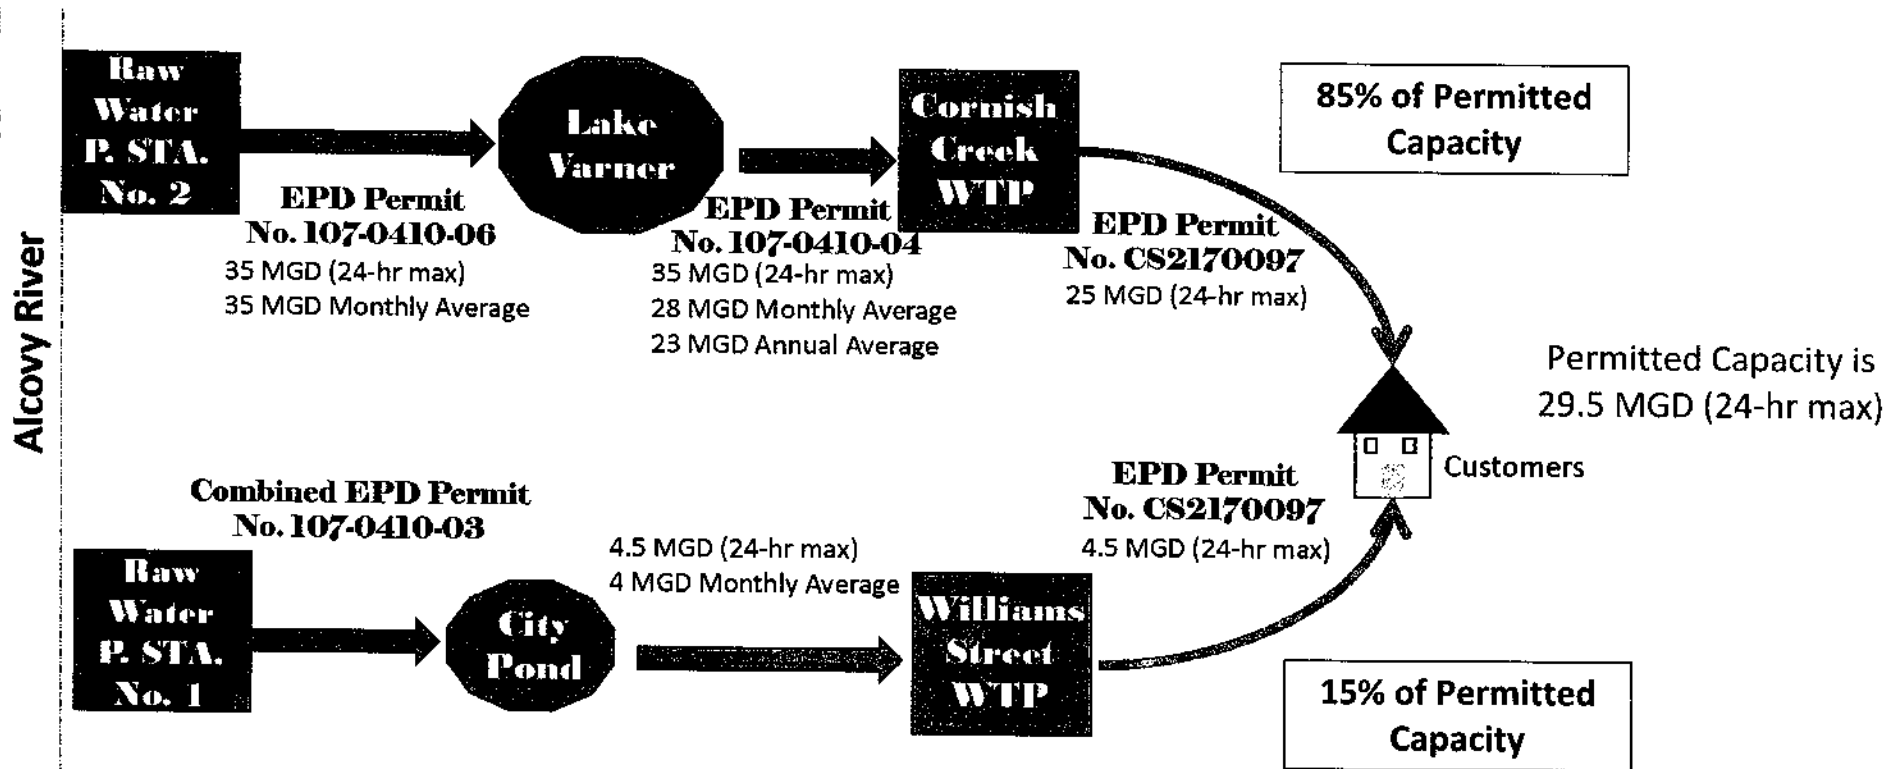 Alcovy River
Raw
Water
P. STA.
No. 2
EPD Permit
No. 107-0410-06
35 MGD (24-hr max)
35 MGD Monthly Average
Lake
Varner
EPD Permit
No. 107-0410-04
35 MGD (24-hr max)
28 MGD Monthly Average
23 MGD Annual Average
Cornish
Creek
WTP
EPD Permit
No. CS2170097
25 MGD (24-hr max)
85% of Permitted
Capacity
Permitted Capacity is
29.5 MGD (24-hr max)
Customers
Combined EPD Permit
No. 107-0410-03
Raw
Water
P. STA.
No. 1
City
Pond
4.5 MGD (24-hr max)
4 MGD Monthly Average
Williams
Street
WTP
EPD Permit
No. CS2170097
4.5 MGD (24-hr max)
15% of Permitted
Capacity